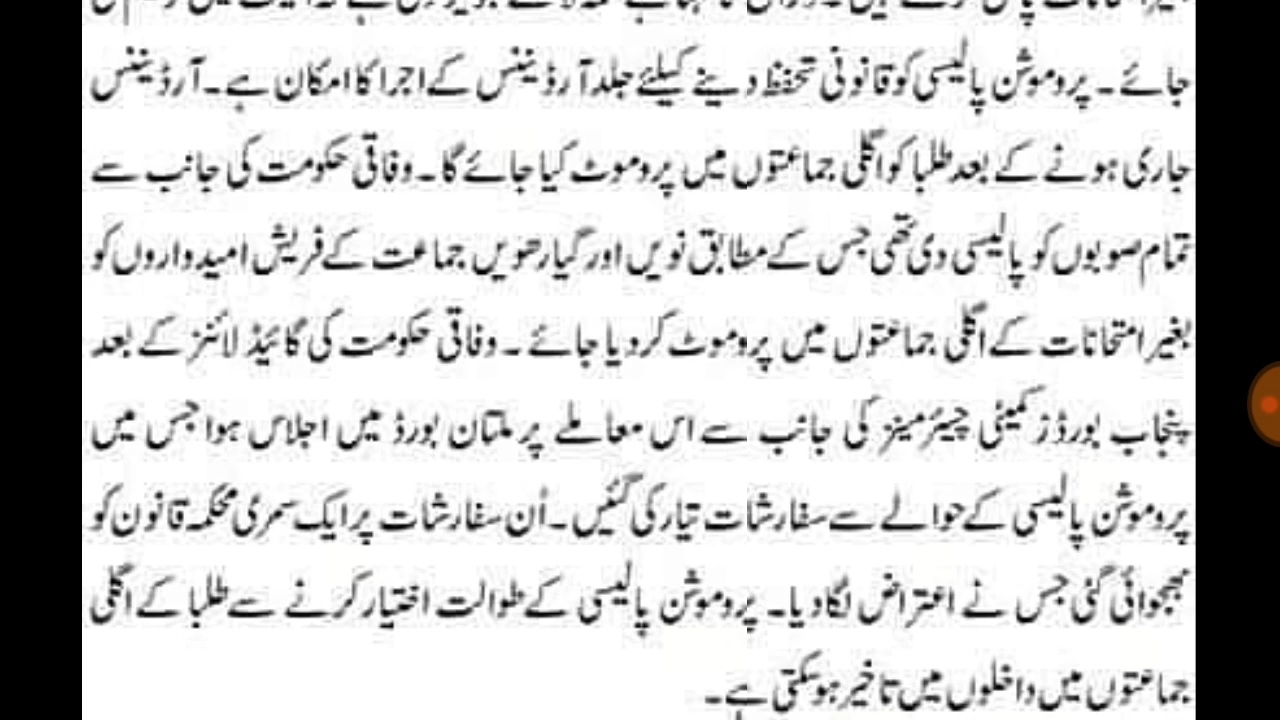 جائے۔ پروموشن پالیسی کو قانونی تحفظ دینے کیلئے جلد آرڈیننس کے اجرا کا امکان ہے۔ آرڈیننس
جاری ہونے کے بعد طلبا کو اگلی جماعتوں میں پروموٹ کیا جائے گا۔ وفاقی حکومت کی جانب سے
تمام صوبوں کو پالیسی دی تھی جس کے مطابق نویں اور گیارھویں جماعت کے فریش امیدواروں کو
بغیر امتحانات کے اگلی جماعتوں میں پروموٹ کر دیا جائے۔ وفاقی حکومت کی گائیڈ لائنز کے بعد
پنجاب بورڈز کمیٹی چیئرمینز کی جانب سے اس معاملے پر ملتان بورڈ میں اجلاس ہوا جس میں
پروموشن پالیسی کے حوالے سے سفارشات تیار کی گئیں۔ اُن سفارشات پر ایک سمری محکمہ قانون کو
بھجوائی گئی جس نے اعتراض لگا دیا۔ پروموشن پالیسی کے طوالت اختیار کرنے سے طلبا کے اگلی
جماعتوں میں داخلوں میں تاخیر ہو سکتی ہے۔